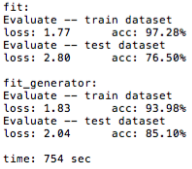 fit:
Evaluate -- train dataset
loss: 1.77 acc: 97.28%
Evaluate -- test dataset
loss: 2.80 acc: 76.50%
fit_generator:
Evaluate -- train dataset
loss: 1.83 acc: 93.98%
Evaluate -- test dataset
loss: 2.04 acc: 85.10%
time: 754 sec